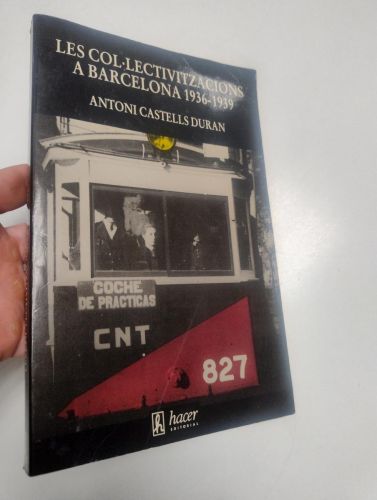 LES COL·LECTIVITZACIONS
A BARCELONA 1936-1939
ANTONI CASTELLS DURAN
COCHE
DE PRACTICAS
CNT
827
h hacer
EDITORIAL